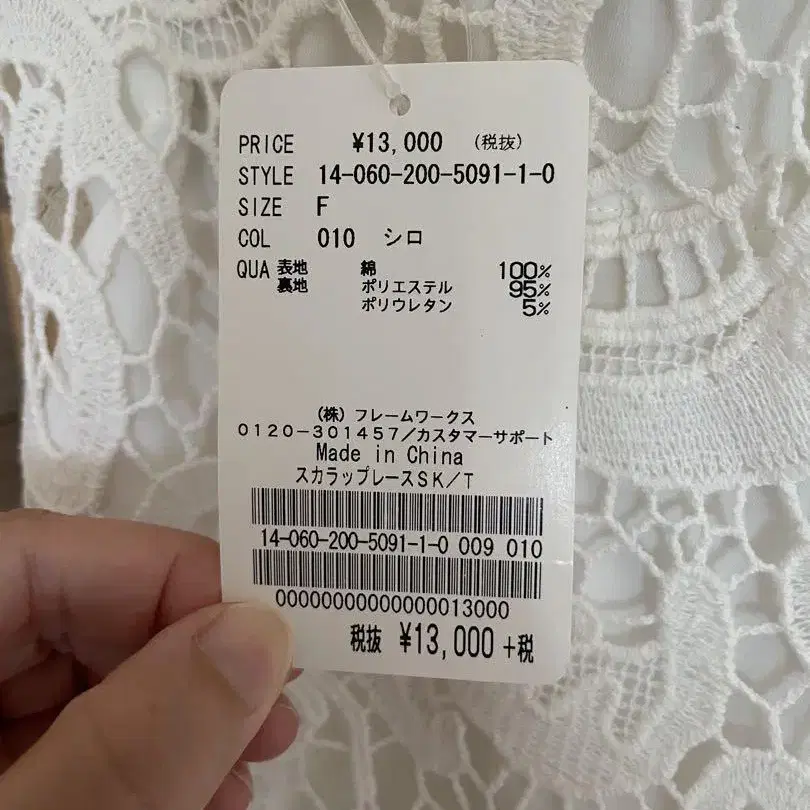 PRICE ¥13,000 (税抜)
STYLE 14-060-200-5091-1-0
SIZE F
COL 010 シロ
QUA 表地 綿 100%
裏地 ポリエステル 95%
ポリウレタン 5%
(株) フレームワークス
0120-301457/カスタマーサポート
Made in China
スカラップレースSK/T
14-060-200-5091-1-0 009 010
00000000000000013000
税抜 ¥13,000 +税